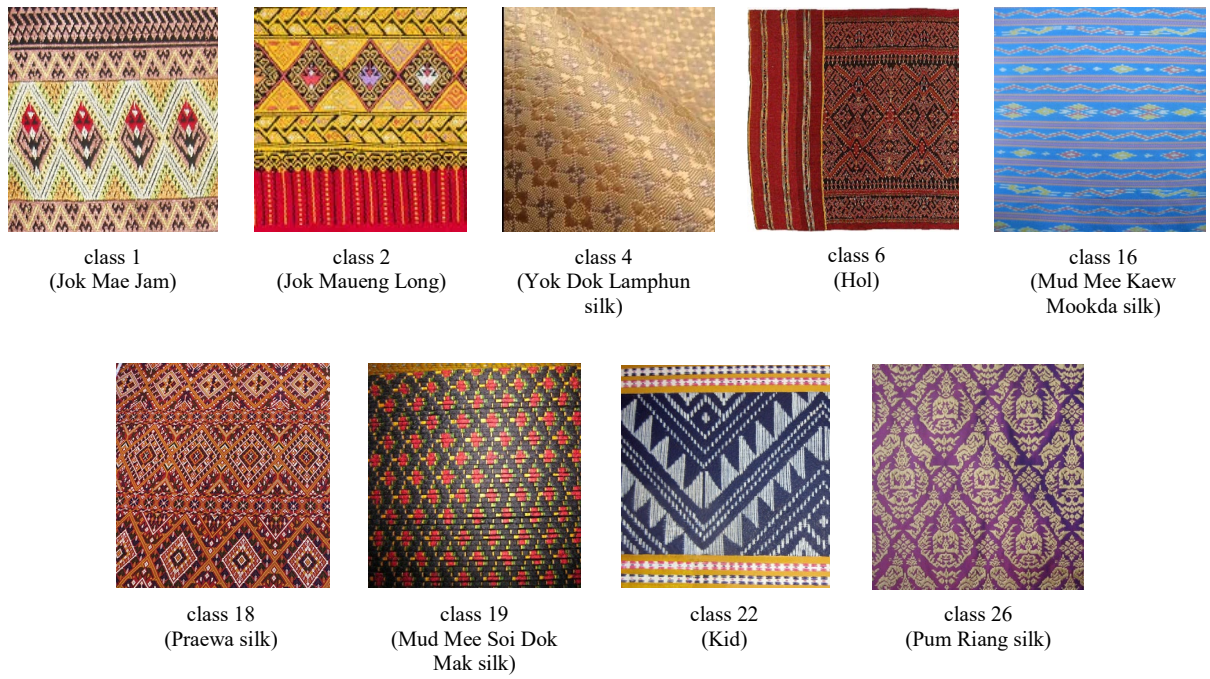 class 1
(Jok Mae Jam)
class 2
(Jok Maueng Long)
class 4
(Yok Dok Lamphun
silk)
class 6
(Hol)
class 16
(Mud Mee Kaew
Mookda silk)
class 18
(Praewa silk)
class 19
(Mud Mee Soi Dok
Mak silk)
class 22
(Kid)
class 26
(Pum Riang silk)